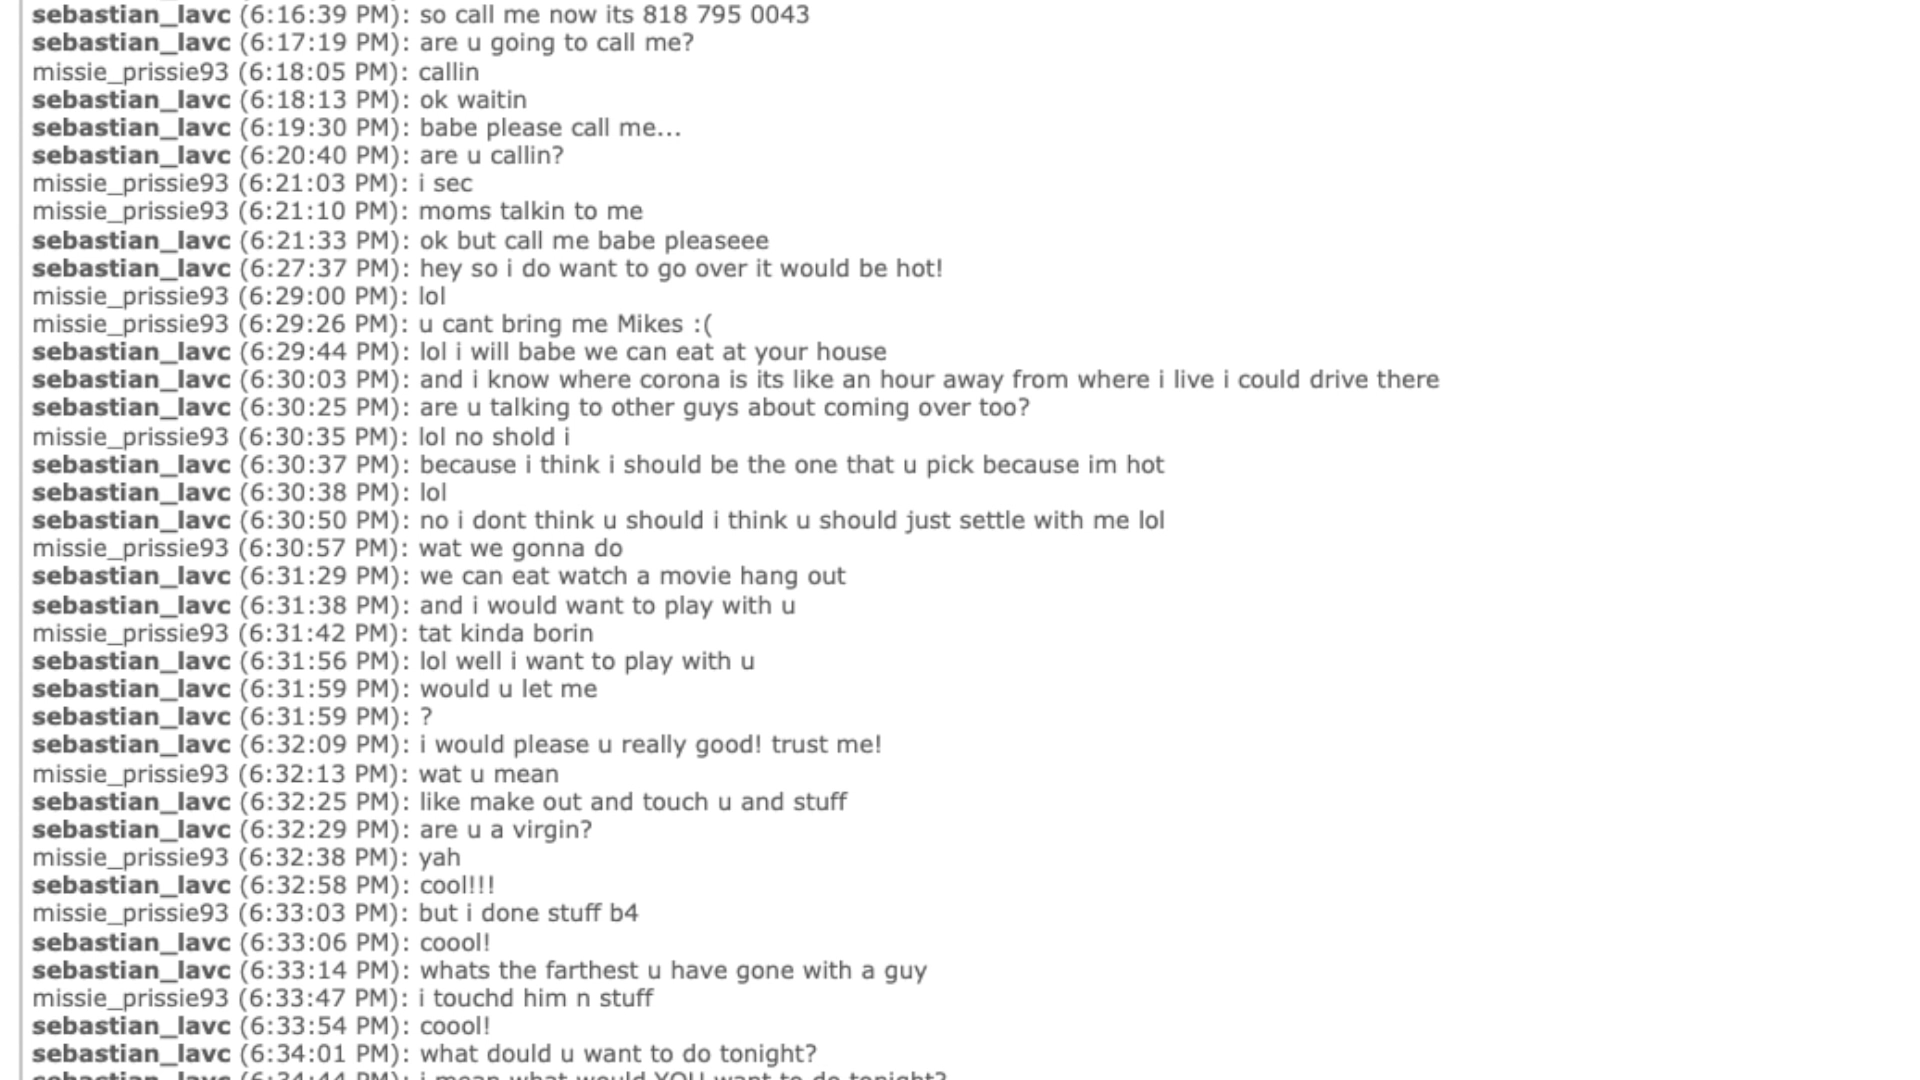 sebastian_lavc (6:16:39 PM): so call me now its 818 795 0043
sebastian_lavc (6:17:19 PM): are u going to call me?
missie_prissie93 (6:18:05 PM): callin
sebastian_lavc (6:18:13 PM): ok waitin
sebastian_lavc (6:19:30 PM): babe please call me...
sebastian_lavc (6:20:40 PM): are u callin?
missie_prissie93 (6:21:03 PM): i sec
missie_prissie93 (6:21:10 PM): moms talkin to me
sebastian_lavc (6:21:33 PM): ok but call me babe pleaseee
sebastian_lavc (6:27:37 PM): hey so i do want to go over it would be hot!
missie_prissie93 (6:29:00 PM): lol
missie_prissie93 (6:29:26 PM): u cant bring me Mikes :(
sebastian_lavc (6:29:44 PM): lol i will babe we can eat at your house
sebastian_lavc (6:30:03 PM): and i know where corona is its like an hour away from where i live i could drive there
sebastian_lavc (6:30:25 PM): are u talking to other guys about coming over too?
missie_prissie93 (6:30:35 PM): lol no shold i
sebastian_lavc (6:30:37 PM): because i think i should be the one that u pick because im hot
sebastian_lavc (6:30:38 PM): lol
sebastian_lavc (6:30:50 PM): no i dont think u should i think u should just settle with me lol
missie_prissie93 (6:30:57 PM): wat we gonna do
sebastian_lavc (6:31:29 PM): we can eat watch a movie hang out
sebastian_lavc (6:31:38 PM): and i would want to play with u
missie_prissie93 (6:31:42 PM): tat kinda borin
sebastian_lavc (6:31:56 PM): lol well i want to play with u
sebastian_lavc (6:31:59 PM): would u let me
sebastian_lavc (6:31:59 PM): ?
sebastian_lavc (6:32:09 PM): i would please u really good! trust me!
missie_prissie93 (6:32:13 PM): wat u mean
sebastian_lavc (6:32:25 PM): like make out and touch u and stuff
sebastian_lavc (6:32:29 PM): are u a virgin?
missie_prissie93 (6:32:38 PM): yah
sebastian_lavc (6:32:58 PM): cool!!!
missie_prissie93 (6:33:03 PM): but i done stuff b4
sebastian_lavc (6:33:06 PM): coool!
sebastian_lavc (6:33:14 PM): whats the farthest u have gone with a guy
missie_prissie93 (6:33:47 PM): i touchd him n stuff
sebastian_lavc (6:33:54 PM): coool!
sebastian_lavc (6:34:01 PM): what dould u want to do tonight?
sebastian_lavc (6:34:44 PM): i mean what would YOU want to do tonight?